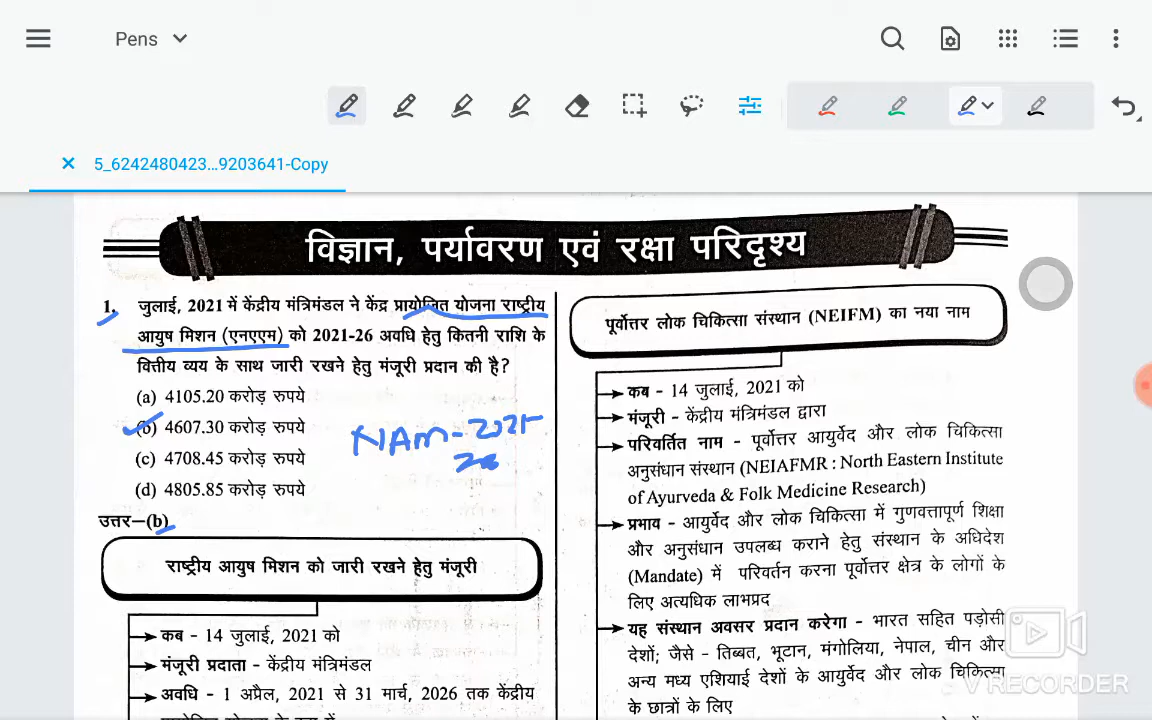 Pens
5_6242480423...9203641-Copy
विज्ञान, पर्यावरण एवं रक्षा परिदृश्य
1. जुलाई, 2021 में केंद्रीय मंत्रिमंडल ने केंद्र प्रायोजित योजना राष्ट्रीय
आयुष मिशन (एनएएम) को 2021-26 अवधि हेतु कितनी राशि के
वित्तीय व्यय के साथ जारी रखने हेतु मंजूरी प्रदान की है?
(a) 4105.20 करोड़ रुपये
(b) 4607.30 करोड़ रुपये
(c) 4708.45 करोड़ रुपये
(d) 4805.85 करोड़ रुपये
NAM-2021-
26
उत्तर–(b)
राष्ट्रीय आयुष मिशन को जारी रखने हेतु मंजूरी
कब - 14 जुलाई, 2021 को
मंजूरी प्रदाता - केंद्रीय मंत्रिमंडल
अवधि - 1 अप्रैल, 2021 से 31 मार्च, 2026 तक केंद्रीय
पूर्वोत्तर लोक चिकित्सा संस्थान (NEIFM) का नया नाम
कब - 14 जुलाई, 2021 को
मंजूरी - केंद्रीय मंत्रिमंडल द्वारा
परिवर्तित नाम - पूर्वोत्तर आयुर्वेद और लोक चिकित्सा
अनुसंधान संस्थान (NEIAFMR : North Eastern Institute
of Ayurveda & Folk Medicine Research)
प्रभाव - आयुर्वेद और लोक चिकित्सा में गुणवत्तापूर्ण शिक्षा
और अनुसंधान उपलब्ध कराने हेतु संस्थान के अधिदेश
(Mandate) में परिवर्तन करना पूर्वोत्तर क्षेत्र के लोगों के
लिए अत्यधिक लाभप्रद
यह संस्थान अवसर प्रदान करेगा - भारत सहित पड़ोसी
देशों; जैसे - तिब्बत, भूटान, मंगोलिया, नेपाल, चीन और
अन्य मध्य एशियाई देशों के आयुर्वेद और लोक चिकित्सा
के छात्रों के लिए
V RECORDER